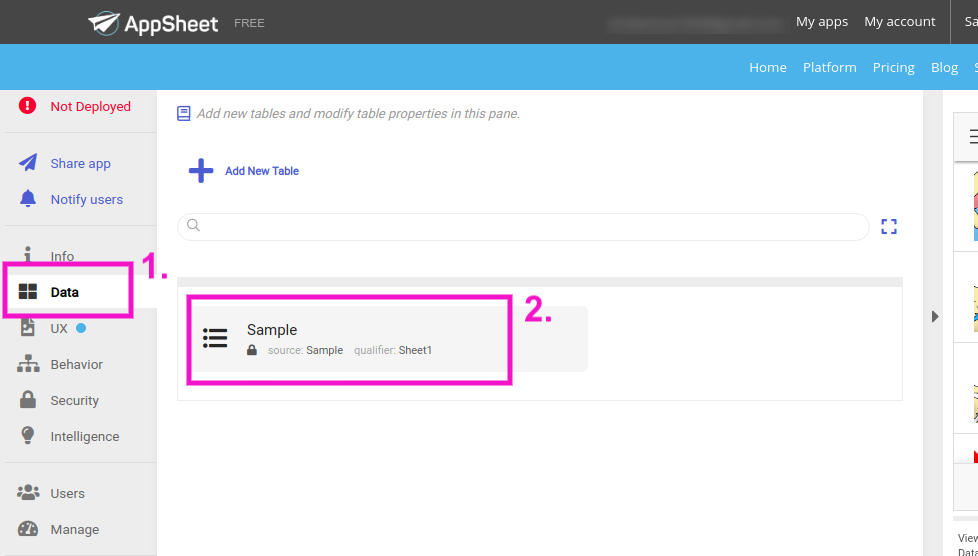 AppSheet FREE My apps My account Sa
Home Platform Pricing Blog S
Not Deployed
Share app
Notify users
Info
Data
UX
Behavior
Security
Intelligence
Users
Manage
1.
Add new tables and modify table properties in this pane.
Add New Table
2.
Sample
source: Sample qualifier: Sheet1
View
Data